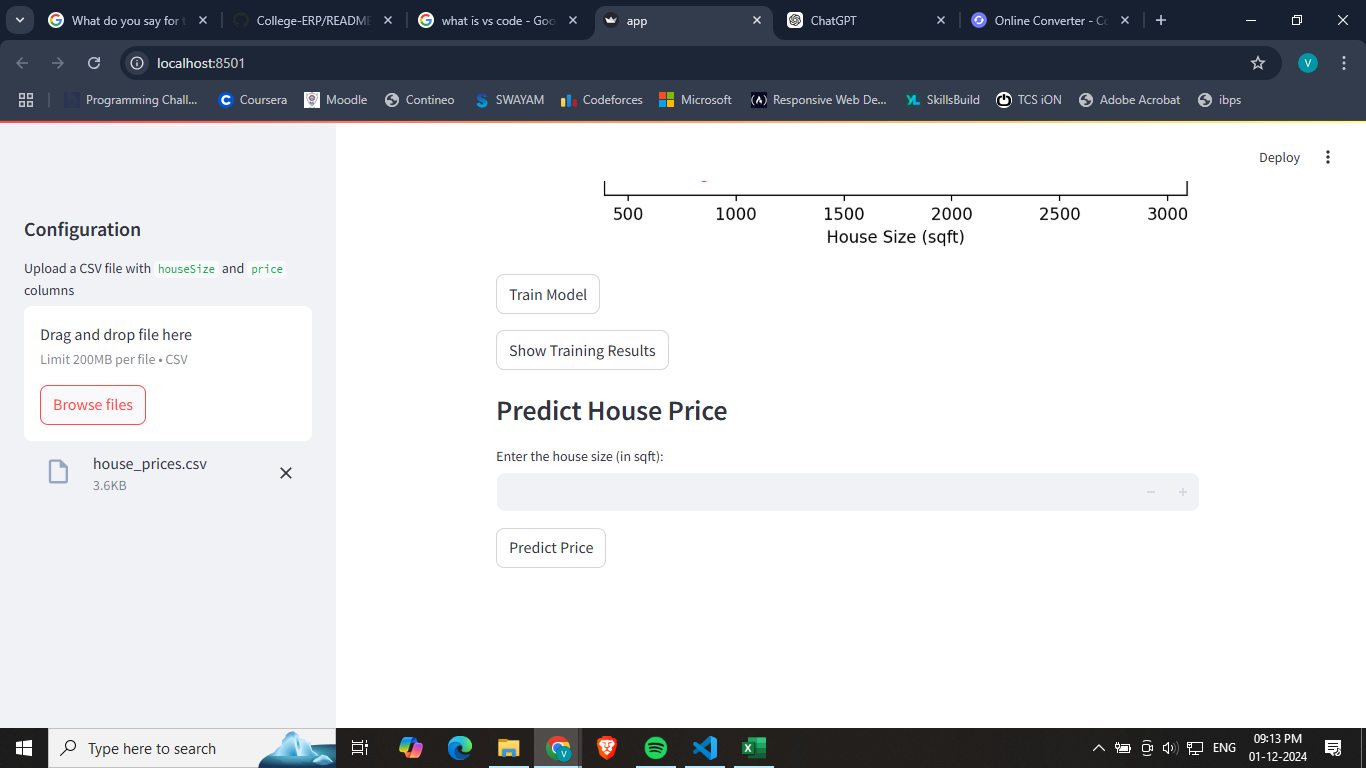 What do you say for t
College-ERP/README
what is vs code - Goo
app
ChatGPT
Online Converter - Co
localhost:8501
V
Programming Chall...
Coursera
Moodle
Contineo
SWAYAM
Codeforces
Microsoft
Responsive Web De...
SkillsBuild
TCS iON
Adobe Acrobat
ibps
Deploy
Configuration
Upload a CSV file with houseSize and price
columns
Drag and drop file here
Limit 200MB per file • CSV
Browse files
house_prices.csv
3.6KB
500 1000 1500 2000 2500 3000
House Size (sqft)
Train Model
Show Training Results
Predict House Price
Enter the house size (in sqft):
Predict Price
Type here to search
ENG
09:13 PM
01-12-2024